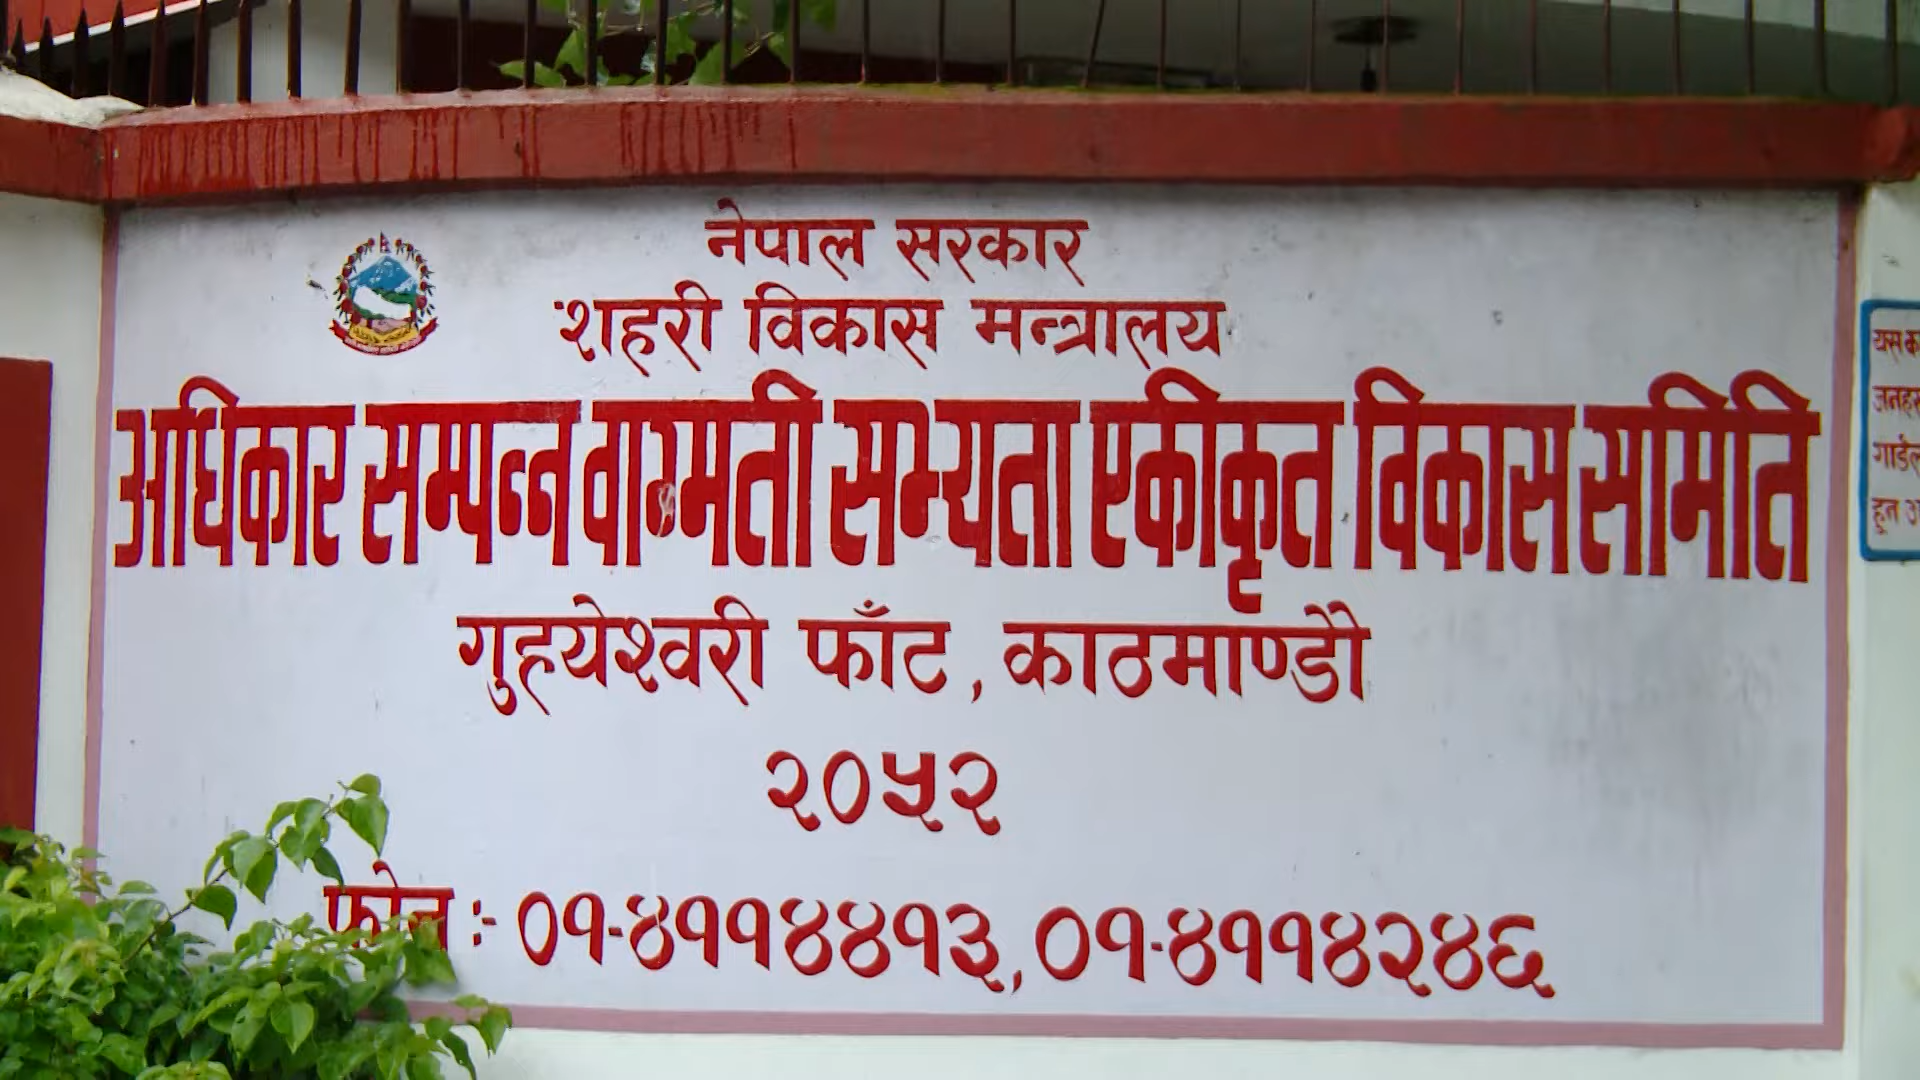 नेपाल सरकार
शहरी विकास मन्त्रालय
अधिकार सम्पन्न वाग्मती सभ्यता एकीकृत विकास समिति
गुहयेश्वरी फाँट, काठमाण्डौ
२०५२
फोन :- ०१-४११४४१३, ०१-४११४२४६